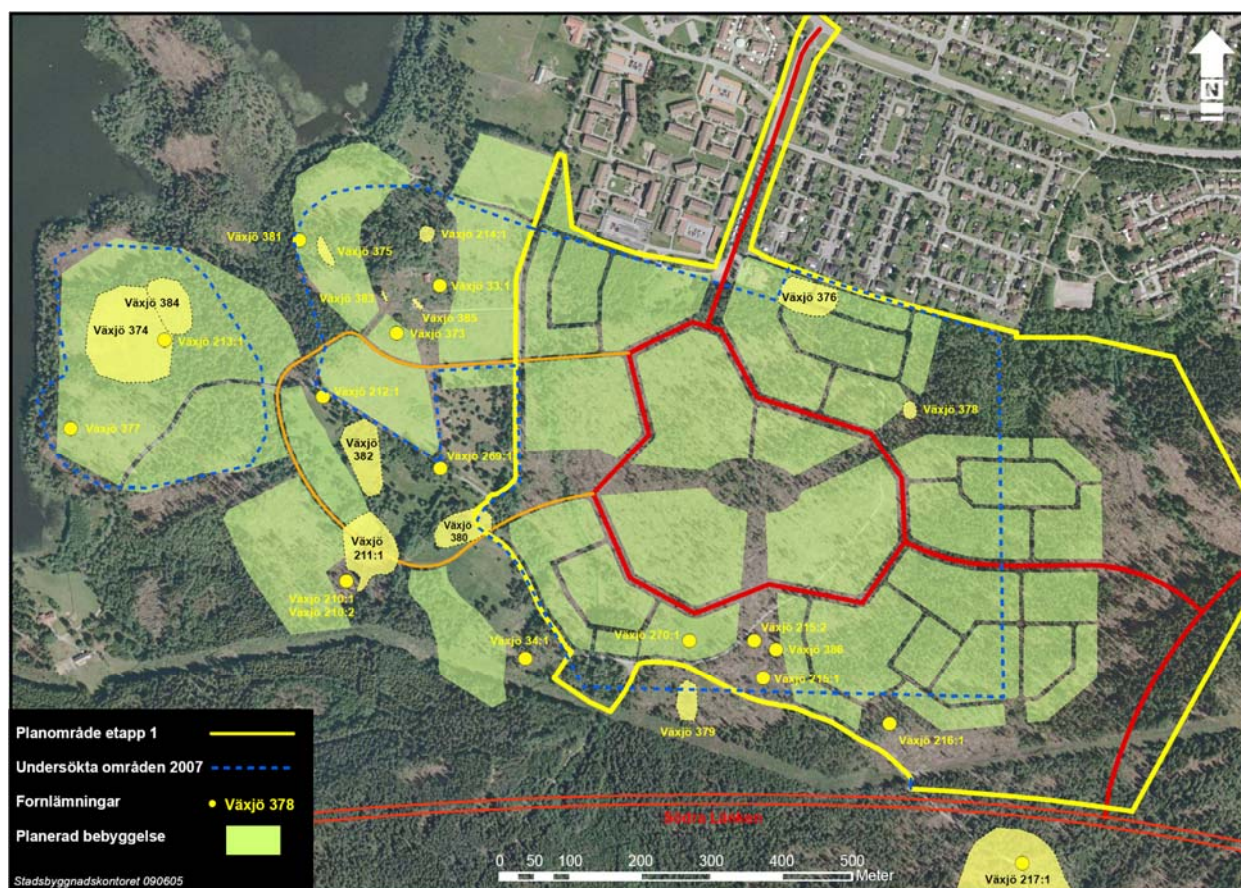 N
Växjö 381
Växjö 375
Växjö 214:1
Växjö 33:1
Växjö 383
Växjö 385
Växjö 373
Växjö 376
Växjö 384
Växjö 374
Växjö 213:1
Växjö 212:1
Växjö 377
Växjö
382
Växjö 269:1
Växjö 378
Växjö
380
Växjö
211:1
Växjö 210:1
Växjö 210:2
Växjö 34:1
Växjö 270:1
Växjö 215:2
Växjö 386
Växjö 215:1
Växjö 379
Växjö 216:1
Södra Länken
Växjö 217:1
Planområde etapp 1
Undersökta områden 2007
Fornlämningar
Växjö 378
Planerad bebyggelse
Stadsbyggnadskontoret 090605
0 50 100 200 300 400 500
Meter